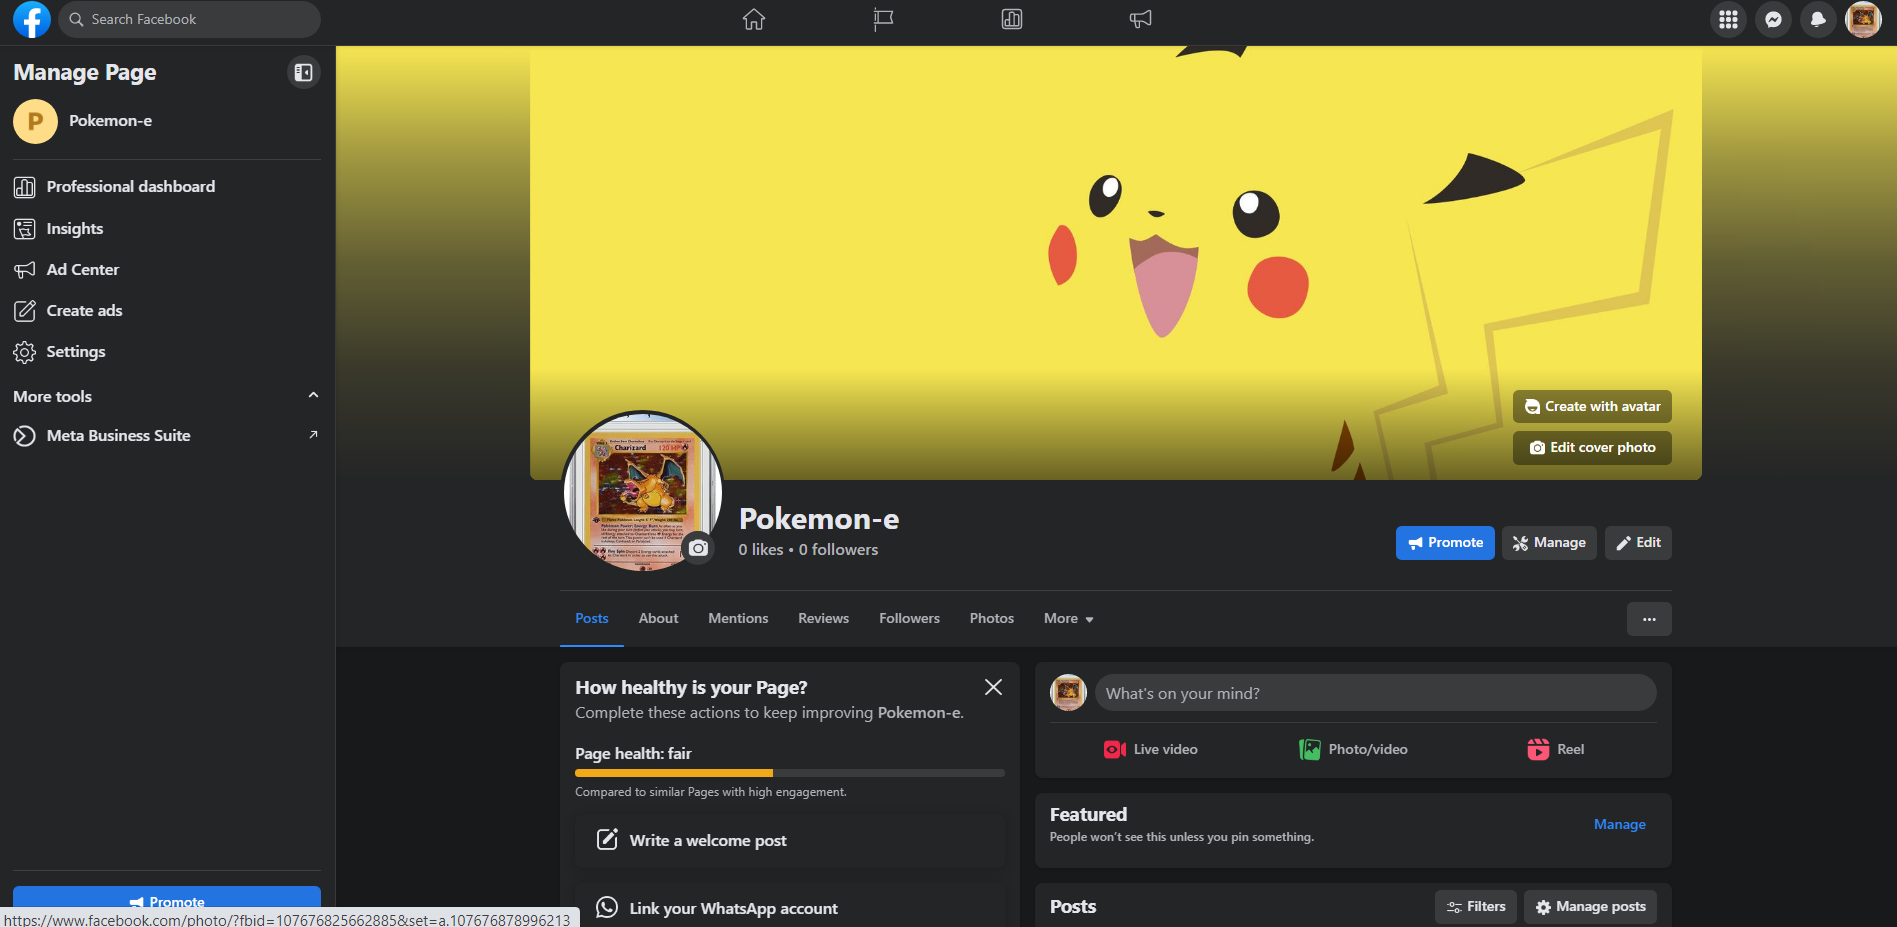 Search Facebook
Manage Page
P
Pokemon-e
Professional dashboard
Insights
Ad Center
Create ads
Settings
More tools
Meta Business Suite
Promote
https://www.facebook.com/photo/?fbid=107676825662885&set=a.107676878996213
Create with avatar
Edit cover photo
Charizard
120 HP
Pokemon-e
0 likes • 0 followers
Promote
Manage
Edit
Posts
About
Mentions
Reviews
Followers
Photos
More
How healthy is your Page?
Complete these actions to keep improving Pokemon-e.
Page health: fair
Compared to similar Pages with high engagement.
Write a welcome post
Link your WhatsApp account
What's on your mind?
Live video
Photo/video
Reel
Featured
People won't see this unless you pin something.
Manage
Posts
Filters
Manage posts